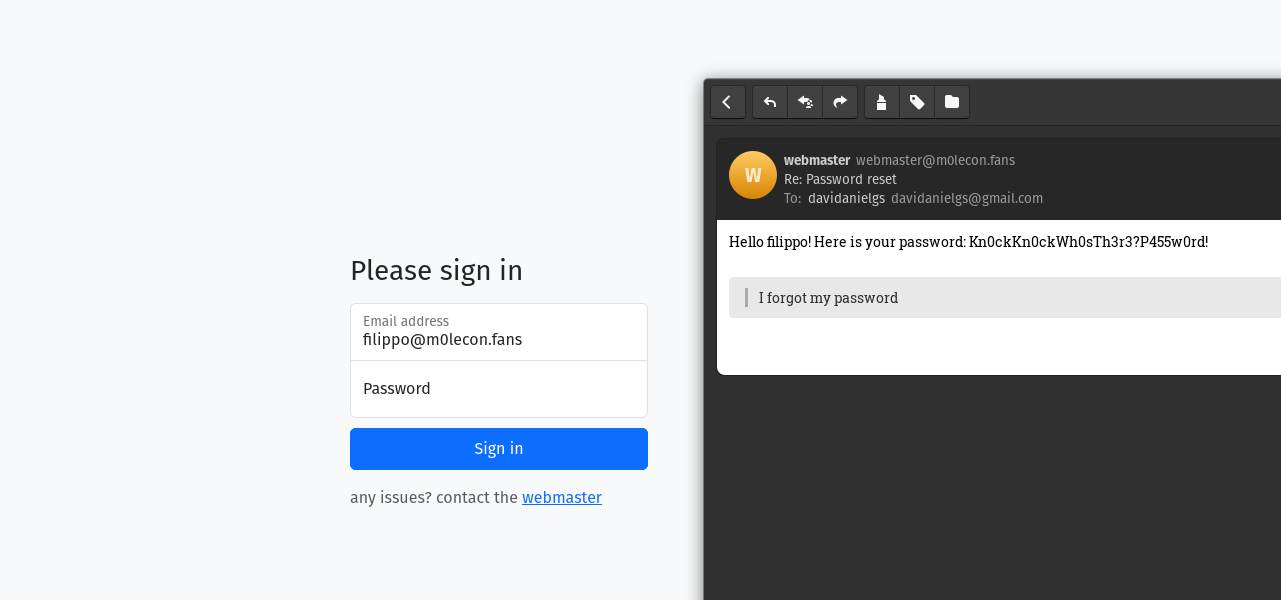 Please sign in
Email address
filippo@m0lecon.fans
Password
Sign in
any issues? contact the webmaster
W
webmaster webmaster@m0lecon.fans
Re: Password reset
To: davidanielgs davidanielgs@gmail.com
Hello filippo! Here is your password: Kn0ckKn0ckWh0sTh3r3?P455w0rd!
I forgot my password